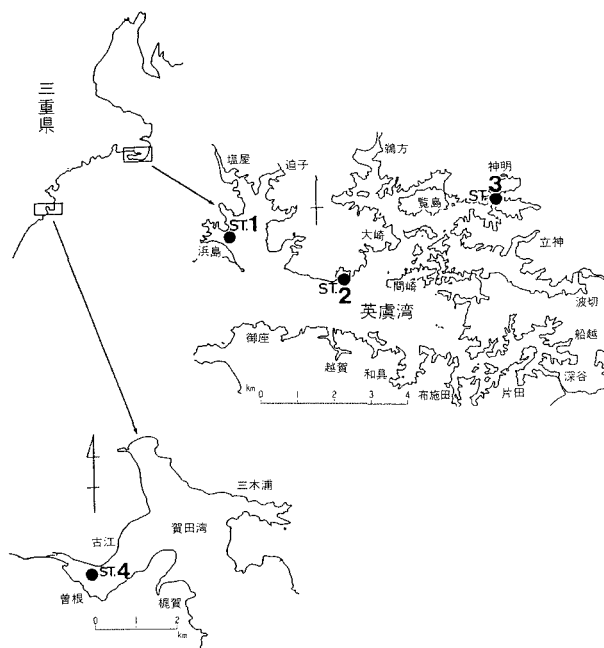 三重県
鵜方
神明
塩屋
迫子
3
ST.
賢島
ST.1
大崎
立神
浜島
ST.2
間崎
波切
英虞湾
船越
御座
越賀
和具
深谷
布施田
片田
km
0 1 2 3 4
三木浦
賀田湾
古江
ST.4
曽根
梶賀
0 1 2
km